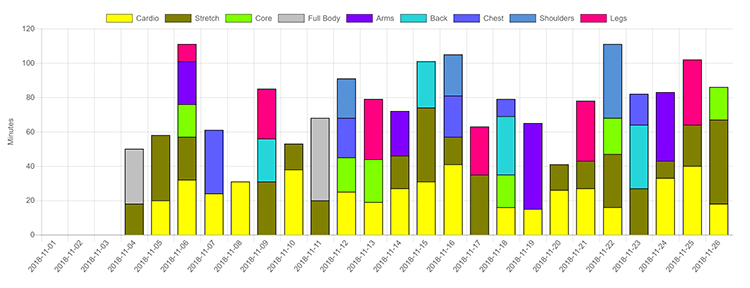 Cardio Stretch Core Full Body Arms Back Chest Shoulders Legs
120
100
80
60
40
20
0
Minutes
2018-11-01 2018-11-02 2018-11-03 2018-11-04 2018-11-05 2018-11-06 2018-11-07 2018-11-08 2018-11-09 2018-11-10 2018-11-11 2018-11-12 2018-11-13 2018-11-14 2018-11-15 2018-11-16 2018-11-17 2018-11-18 2018-11-19 2018-11-20 2018-11-21 2018-11-22 2018-11-23 2018-11-24 2018-11-25 2018-11-26